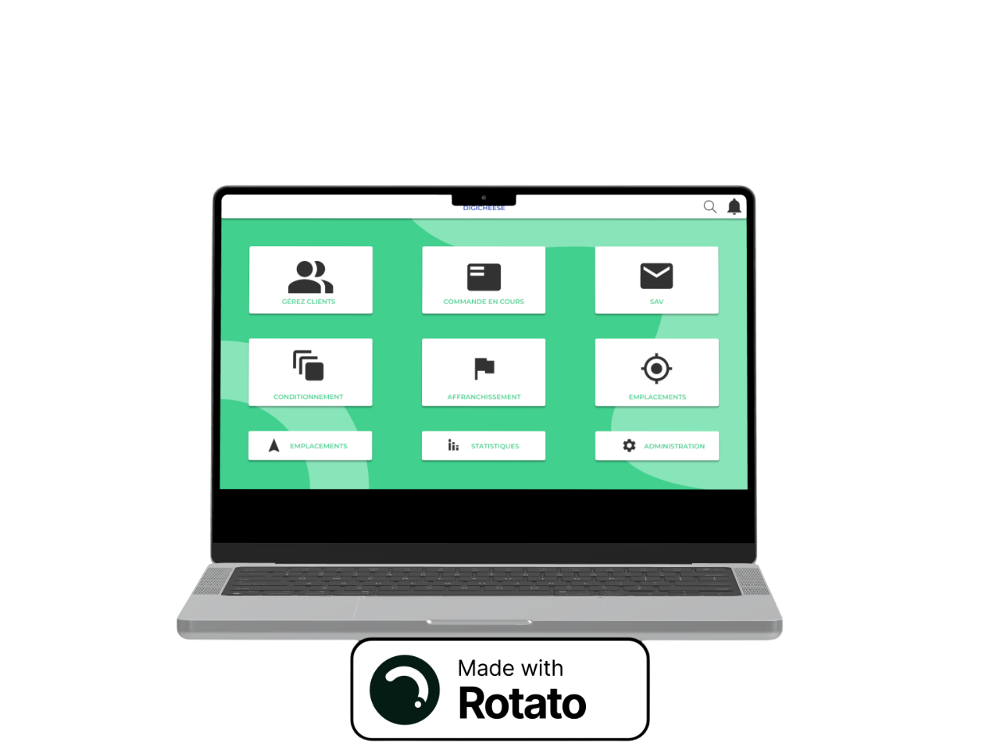 DIGICHEESE
GÉREZ CLIENTS
COMMANDE EN COURS
SAV
CONDITIONNEMENT
AFFRANCHISSEMENT
EMPLACEMENTS
EMPLACEMENTS
STATISTIQUES
ADMINISTRATION
Made with
Rotato